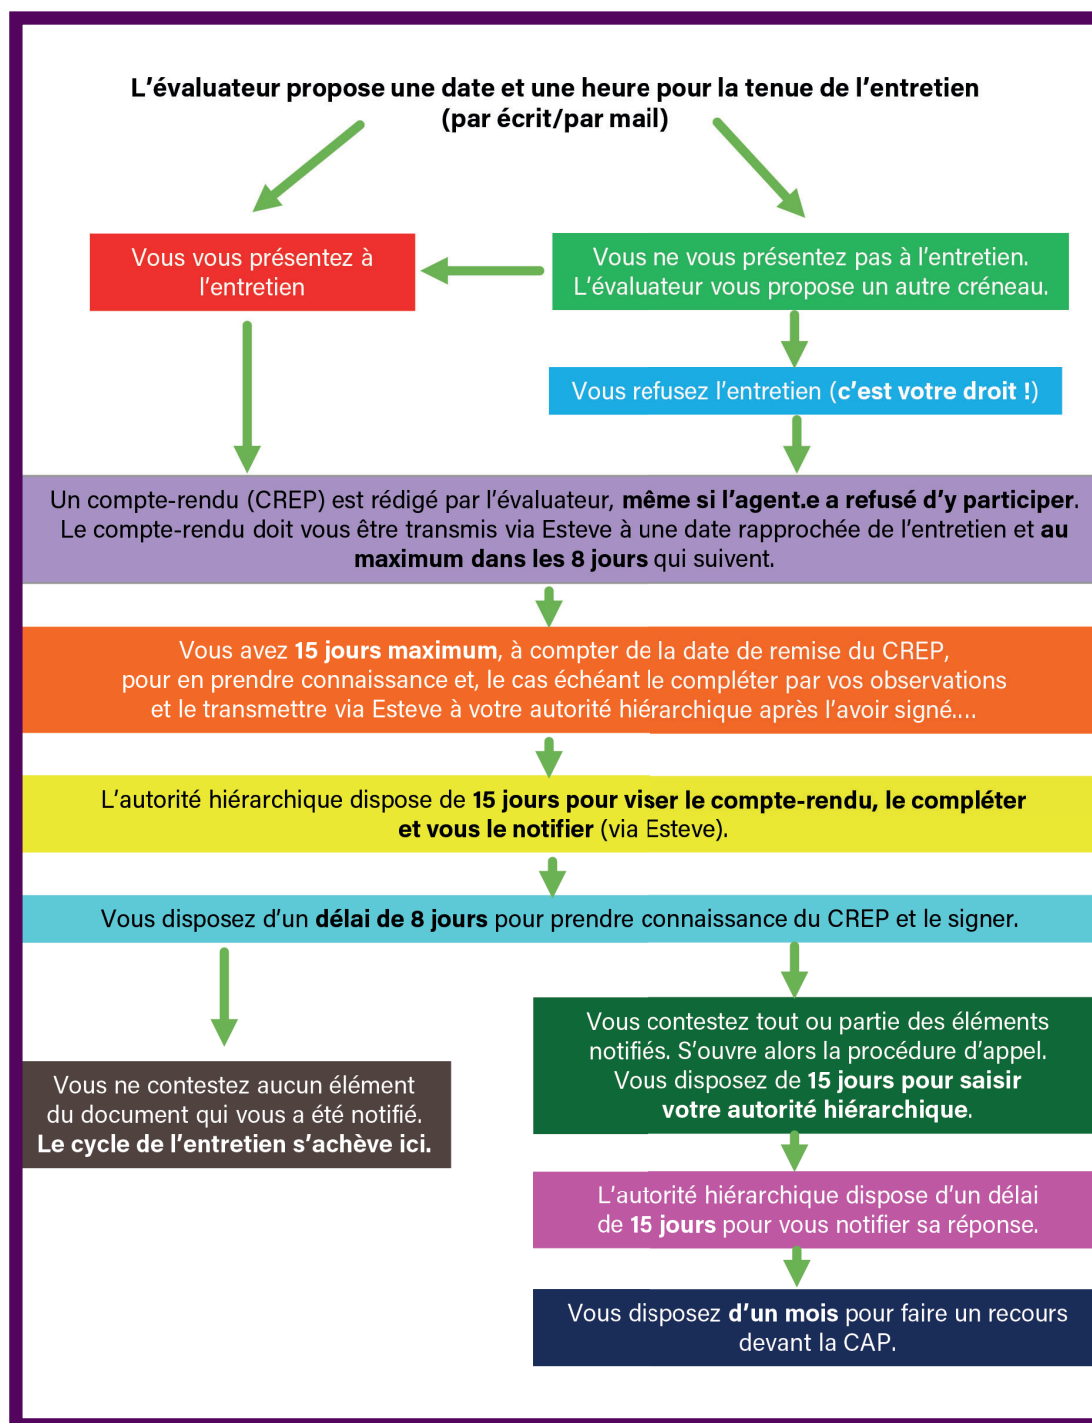 L'évaluateur propose une date et une heure pour la tenue de l'entretien
(par écrit/par mail)
Vous vous présentez à
l'entretien
Vous ne vous présentez pas à l'entretien.
L'évaluateur vous propose un autre créneau.
Vous refusez l'entretien (c'est votre droit !)
Un compte-rendu (CREP) est rédigé par l'évaluateur, même si l'agent.e a refusé d'y participer.
Le compte-rendu doit vous être transmis via Esteve à une date rapprochée de l'entretien et au
maximum dans les 8 jours qui suivent.
Vous avez 15 jours maximum, à compter de la date de remise du CREP,
pour en prendre connaissance et, le cas échéant le compléter par vos observations
et le transmettre via Esteve à votre autorité hiérarchique après l'avoir signé....
L'autorité hiérarchique dispose de 15 jours pour viser le compte-rendu, le compléter
et vous le notifier (via Esteve).
Vous disposez d'un délai de 8 jours pour prendre connaissance du CREP et le signer.
Vous ne contestez aucun élément
du document qui vous a été notifié.
Le cycle de l'entretien s'achève ici.
Vous contestez tout ou partie des éléments
notifiés. S'ouvre alors la procédure d'appel.
Vous disposez de 15 jours pour saisir
votre autorité hiérarchique.
L'autorité hiérarchique dispose d'un délai
de 15 jours pour vous notifier sa réponse.
Vous disposez d'un mois pour faire un recours
devant la CAP.